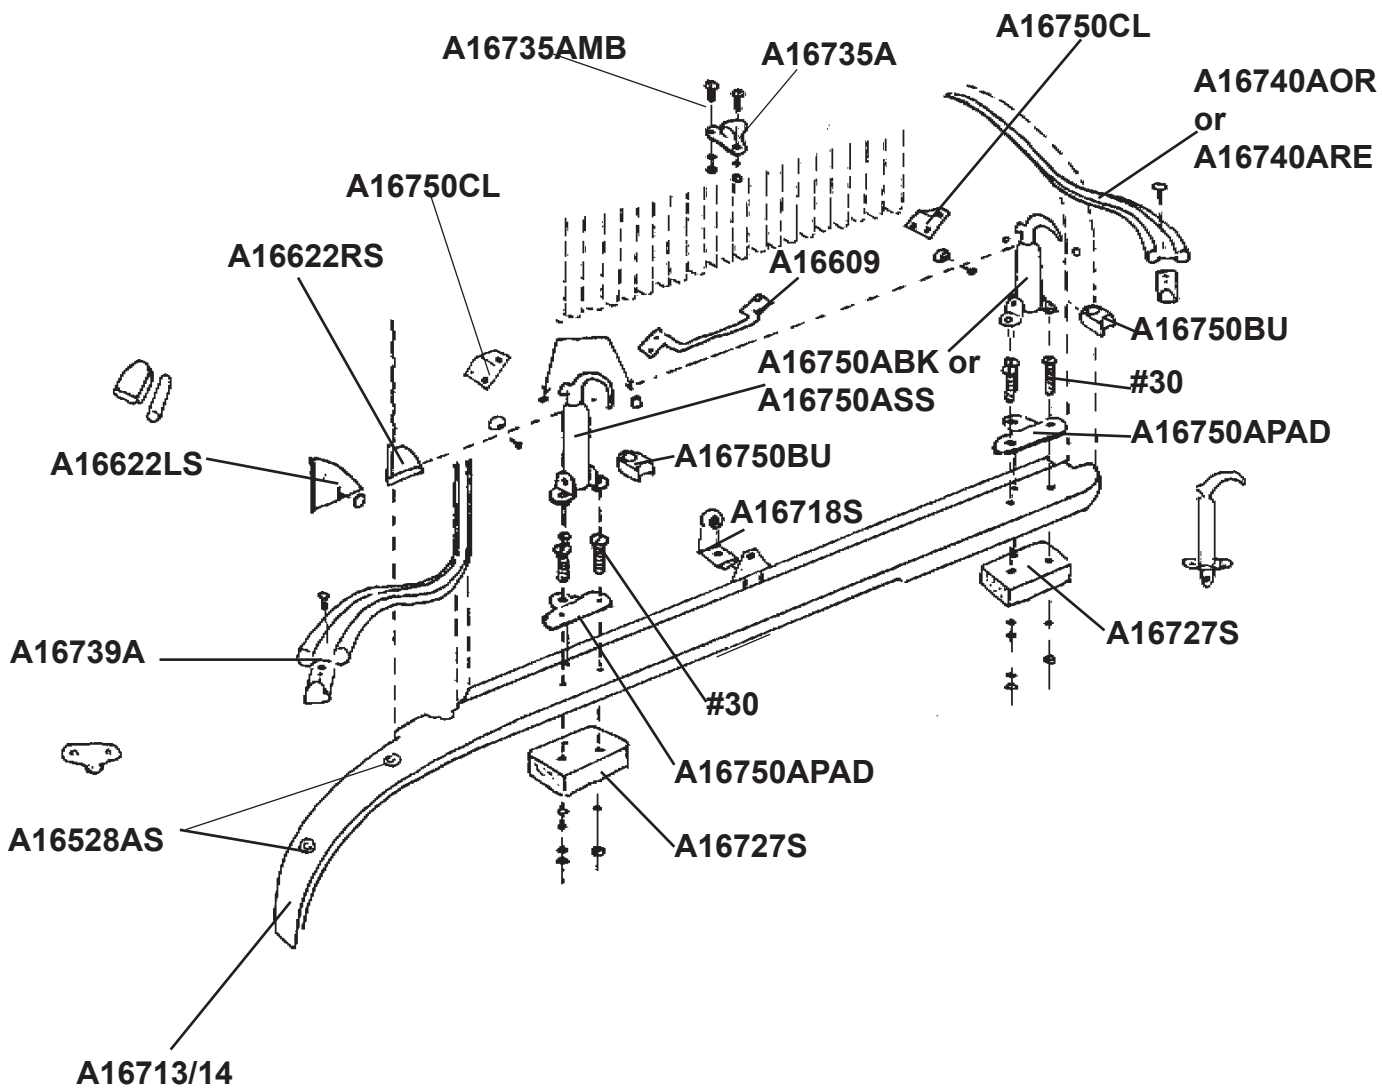 A16750CL
A16735AMB
A16735A
A16740AOR
or
A16740ARE
A16750CL
A16622RS
A16609
A16750BU
A16750ABK or
A16750ASS
#30
A16750APAD
A16622LS
A16750BU
A16718S
A16727S
A16739A
#30
A16750APAD
A16528AS
A16727S
A16713/14